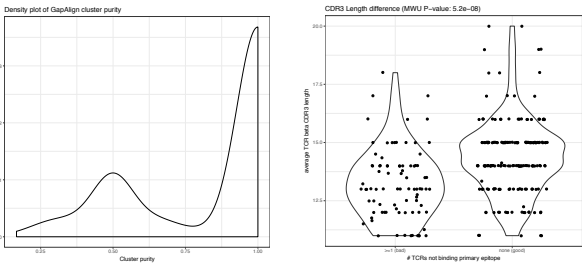 Density plot of GapAlign cluster purity
0.25
0.50
0.75
1.00
Cluster purity
CDR3 Length difference (MWU P-value: 5.2e-08)
20.0
17.5
15.0
12.5
average TCR beta CDR3 length
>=1 (bad)
none (good)
# TCRs not binding primary epitope